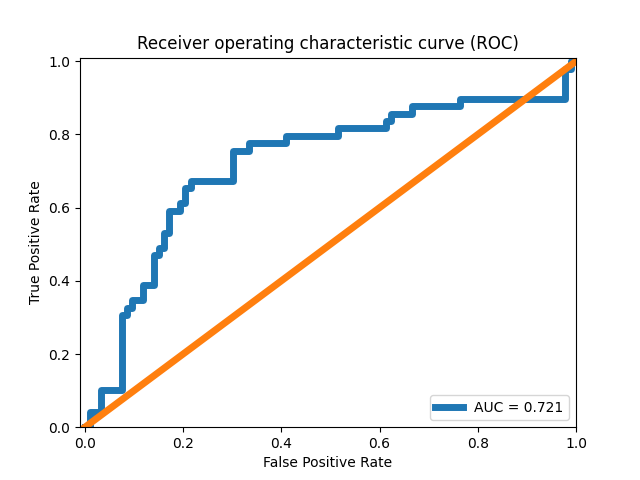 Receiver operating characteristic curve (ROC)
True Positive Rate
1.0
0.8
0.6
0.4
0.2
0.0
0.0 0.2 0.4 0.6 0.8 1.0
False Positive Rate
AUC = 0.721